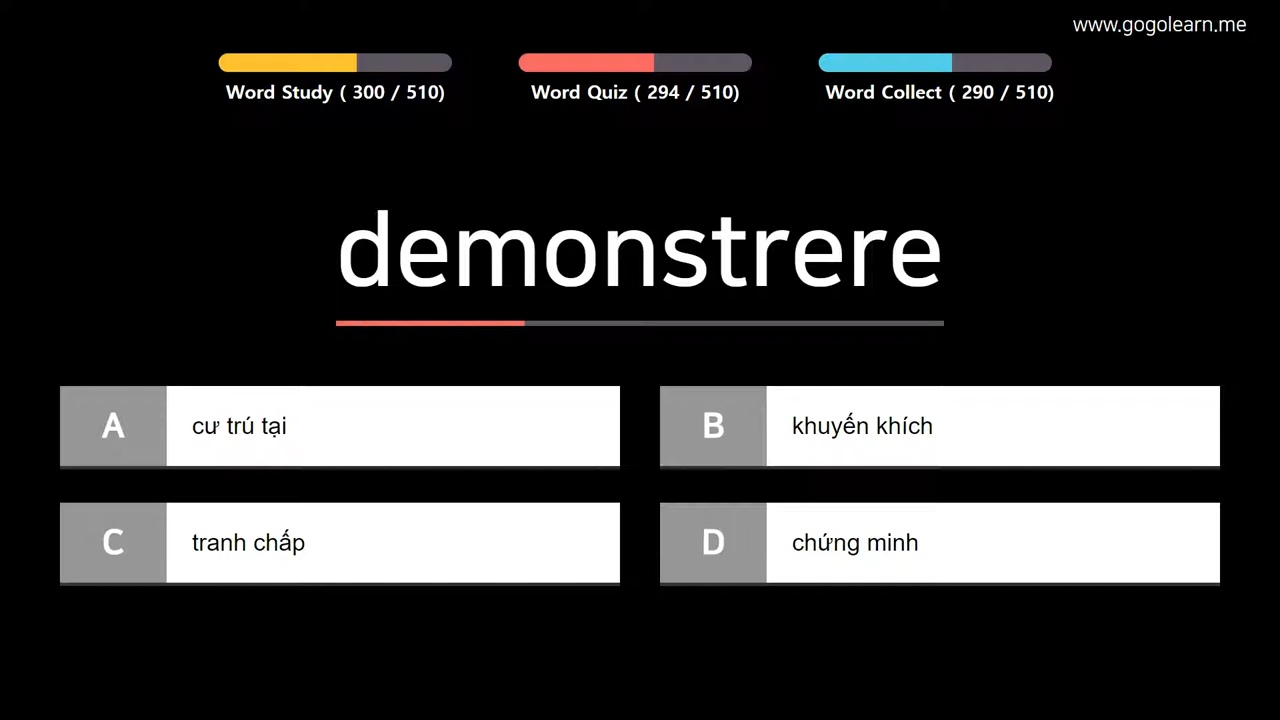 www.gogolearn.me
Word Study ( 300 / 510)
Word Quiz ( 294 / 510)
Word Collect ( 290 / 510)
demonstrere
A cư trú tại
B khuyến khích
C tranh chấp
D chứng minh